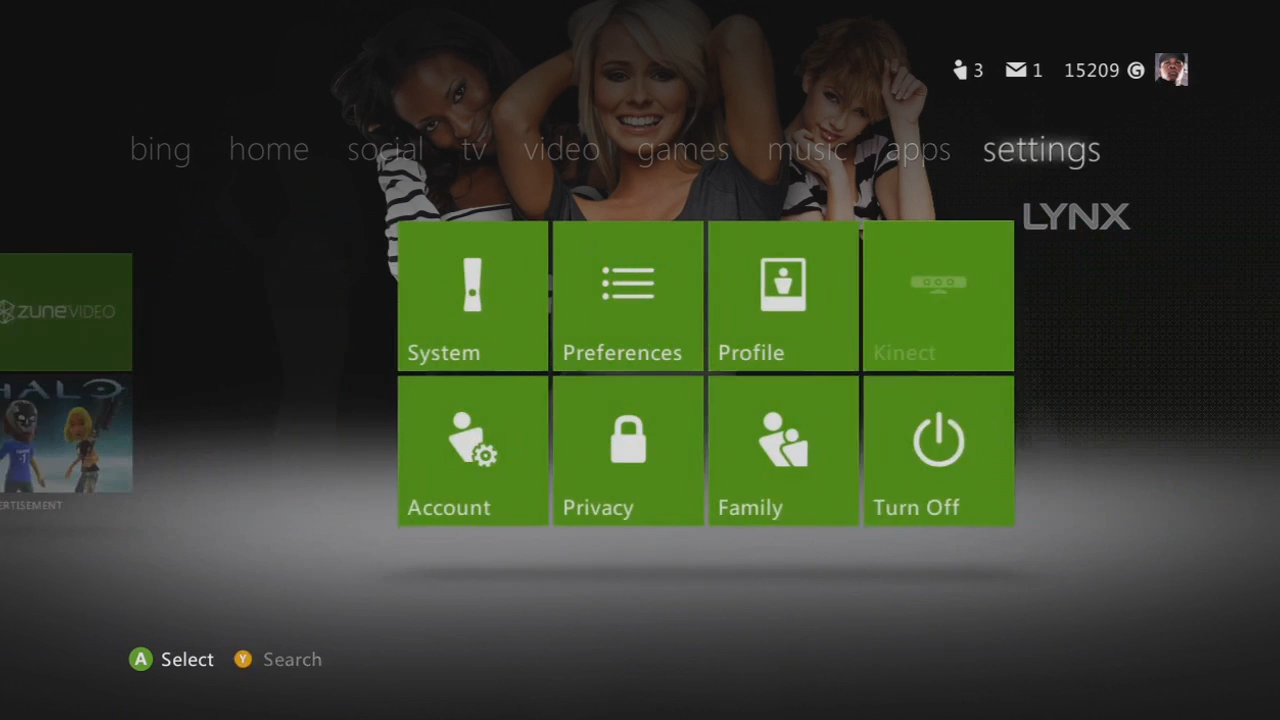 3 1 15209 G
bing home social tv video games music apps settings
LYNX
ZUNE VIDEO
HALO
ERTISEMENT
System Preferences Profile Kinect
Account Privacy Family Turn Off
A Select Y Search